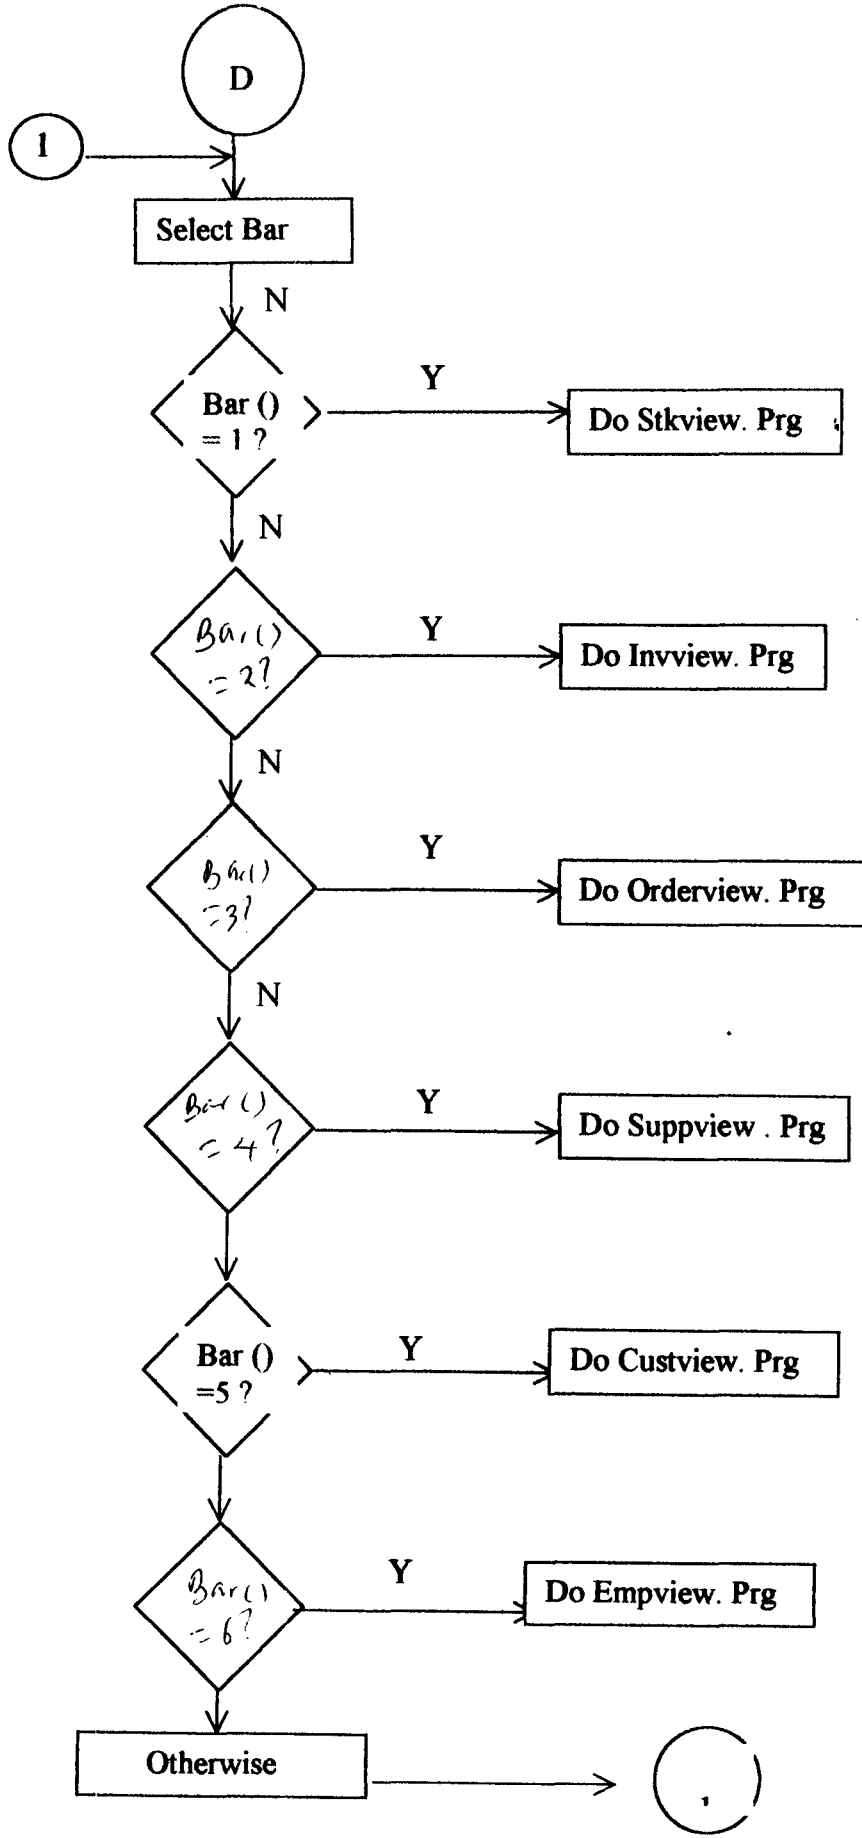 D
1
Select Bar
N
Bar ()
= 1 ?
Y
Do Stkview. Prg
N
Bar()
= 2?
Y
Do Invview. Prg
N
Bar()
=3?
Y
Do Orderview. Prg
N
Bar ()
= 4?
Y
Do Suppview . Prg
Bar ()
=5 ?
Y
Do Custview. Prg
Bar()
= 6?
Y
Do Empview. Prg
Otherwise